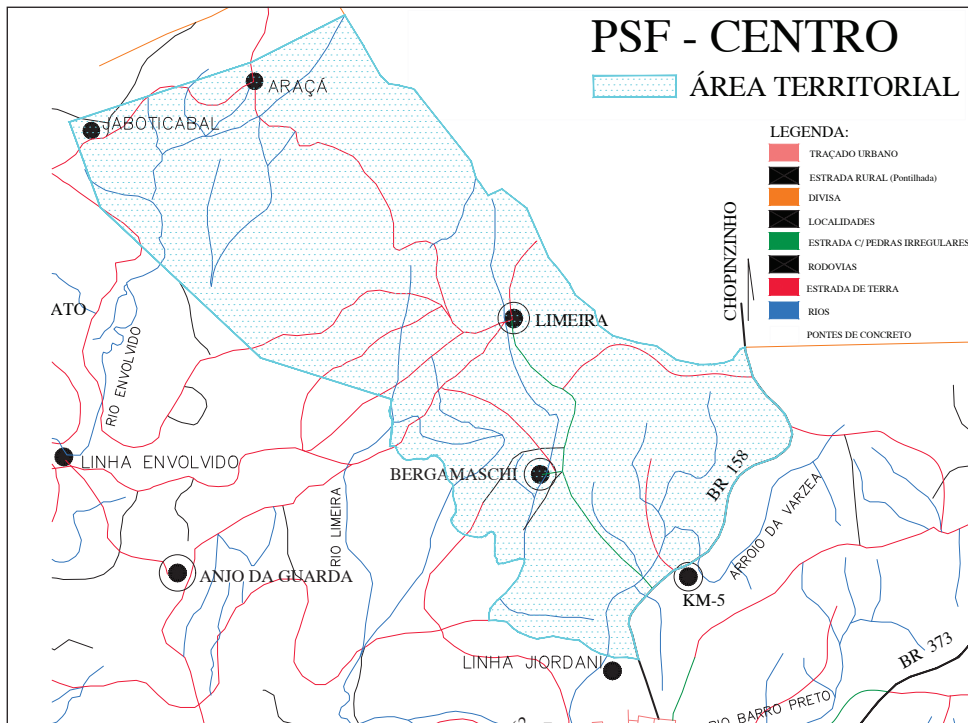 PSF - CENTRO
ÁREA TERRITORIAL
LEGENDA:
TRAÇADO URBANO
ESTRADA RURAL (Pontilhada)
DIVISA
LOCALIDADES
ESTRADA C/ PEDRAS IRREGULARES
RODOVIAS
ESTRADA DE TERRA
RIOS
PONTES DE CONCRETO
CHOPINZINHO
ARAÇÁ
JABOTICABAL
ATO
RIO ENVOLVIDO
LIMEIRA
LINHA ENVOLVIDO
BERGAMASCHI
BR 158
RIO LIMEIRA
ARROIO DA VARZEA
ANJO DA GUARDA
KM-5
LINHA JIORDANI
BR 373
RIO BARRO PRETO